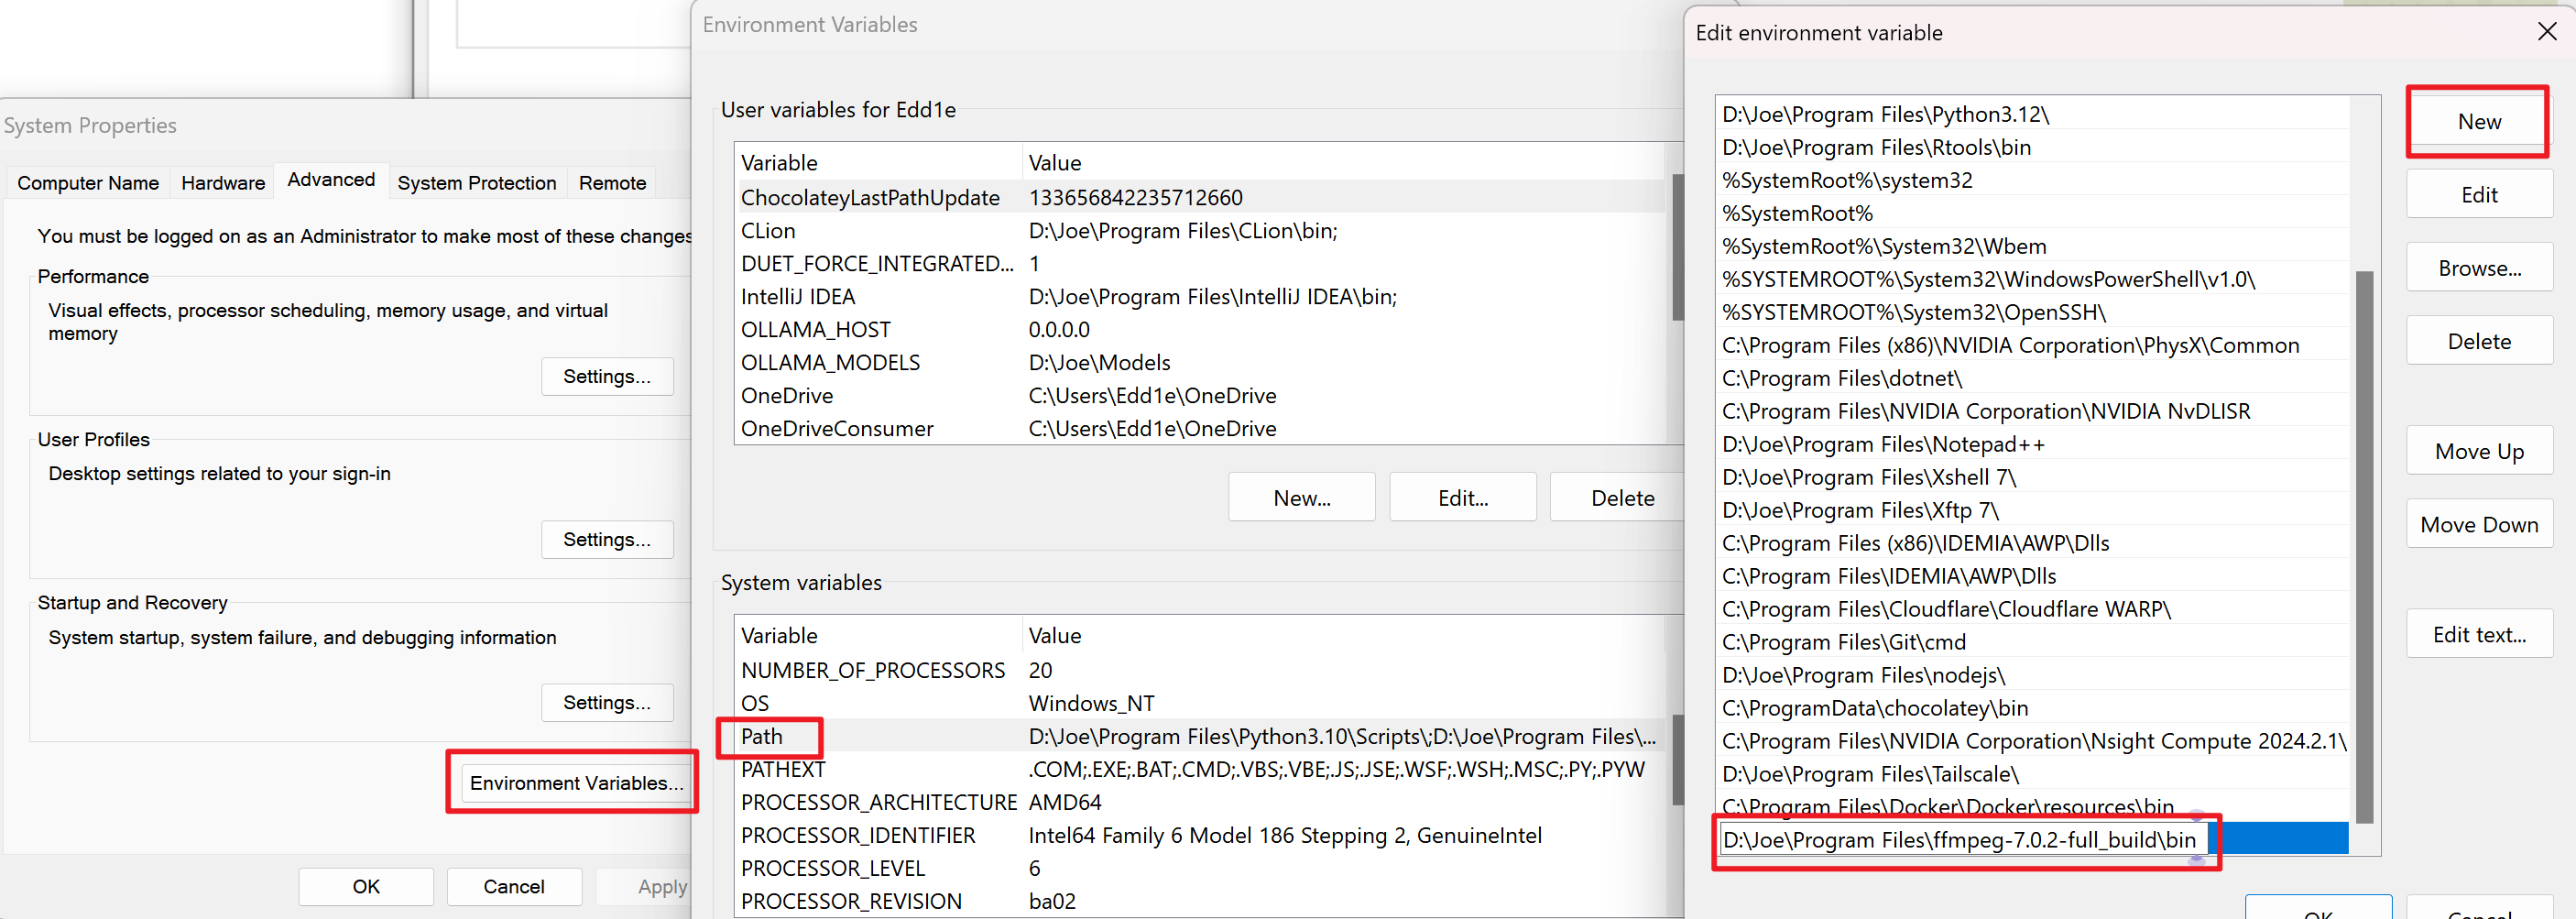 System Properties
Computer Name
Hardware
Advanced
System Protection
Remote
You must be logged on as an Administrator to make most of these changes
Performance
Visual effects, processor scheduling, memory usage, and virtual
memory
Settings...
User Profiles
Desktop settings related to your sign-in
Settings...
Startup and Recovery
System startup, system failure, and debugging information
Settings...
Environment Variables...
OK
Cancel
Apply
Environment Variables
User variables for Edd1e
Variable Value
ChocolateyLastPathUpdate 133656842235712660
CLion D:\Joe\Program Files\CLion\bin;
DUET_FORCE_INTEGRATED... 1
IntelliJ IDEA D:\Joe\Program Files\IntelliJ IDEA\bin;
OLLAMA_HOST 0.0.0.0
OLLAMA_MODELS D:\Joe\Models
OneDrive C:\Users\Edd1e\OneDrive
OneDriveConsumer C:\Users\Edd1e\OneDrive
New...
Edit...
Delete
System variables
Variable Value
NUMBER_OF_PROCESSORS 20
OS Windows_NT
Path D:\Joe\Program Files\Python3.10\Scripts\;D:\Joe\Program Files\...
PATHEXT .COM;.EXE;.BAT;.CMD;.VBS;.VBE;.JS;.JSE;.WSF;.WSH;.MSC;.PY;.PYW
PROCESSOR_ARCHITECTURE AMD64
PROCESSOR_IDENTIFIER Intel64 Family 6 Model 186 Stepping 2, GenuineIntel
PROCESSOR_LEVEL 6
PROCESSOR_REVISION ba02
Edit environment variable
D:\Joe\Program Files\Python3.12\
D:\Joe\Program Files\Rtools\bin
%SystemRoot%\system32
%SystemRoot%
%SystemRoot%\System32\Wbem
%SYSTEMROOT%\System32\WindowsPowerShell\v1.0\
%SYSTEMROOT%\System32\OpenSSH\
C:\Program Files (x86)\NVIDIA Corporation\PhysX\Common
C:\Program Files\dotnet\
C:\Program Files\NVIDIA Corporation\NVIDIA NvDLISR
D:\Joe\Program Files\Notepad++
D:\Joe\Program Files\Xshell 7\
D:\Joe\Program Files\Xftp 7\
C:\Program Files (x86)\IDEMIA\AWP\Dlls
C:\Program Files\IDEMIA\AWP\Dlls
C:\Program Files\Cloudflare\Cloudflare WARP\
C:\Program Files\Git\cmd
D:\Joe\Program Files\nodejs\
C:\ProgramData\chocolatey\bin
C:\Program Files\NVIDIA Corporation\Nsight Compute 2024.2.1\
D:\Joe\Program Files\Tailscale\
C:\Program Files\Docker\Docker\resources\bin
D:\Joe\Program Files\ffmpeg-7.0.2-full_build\bin
New
Edit
Browse...
Delete
Move Up
Move Down
Edit text...
OK
Cancel